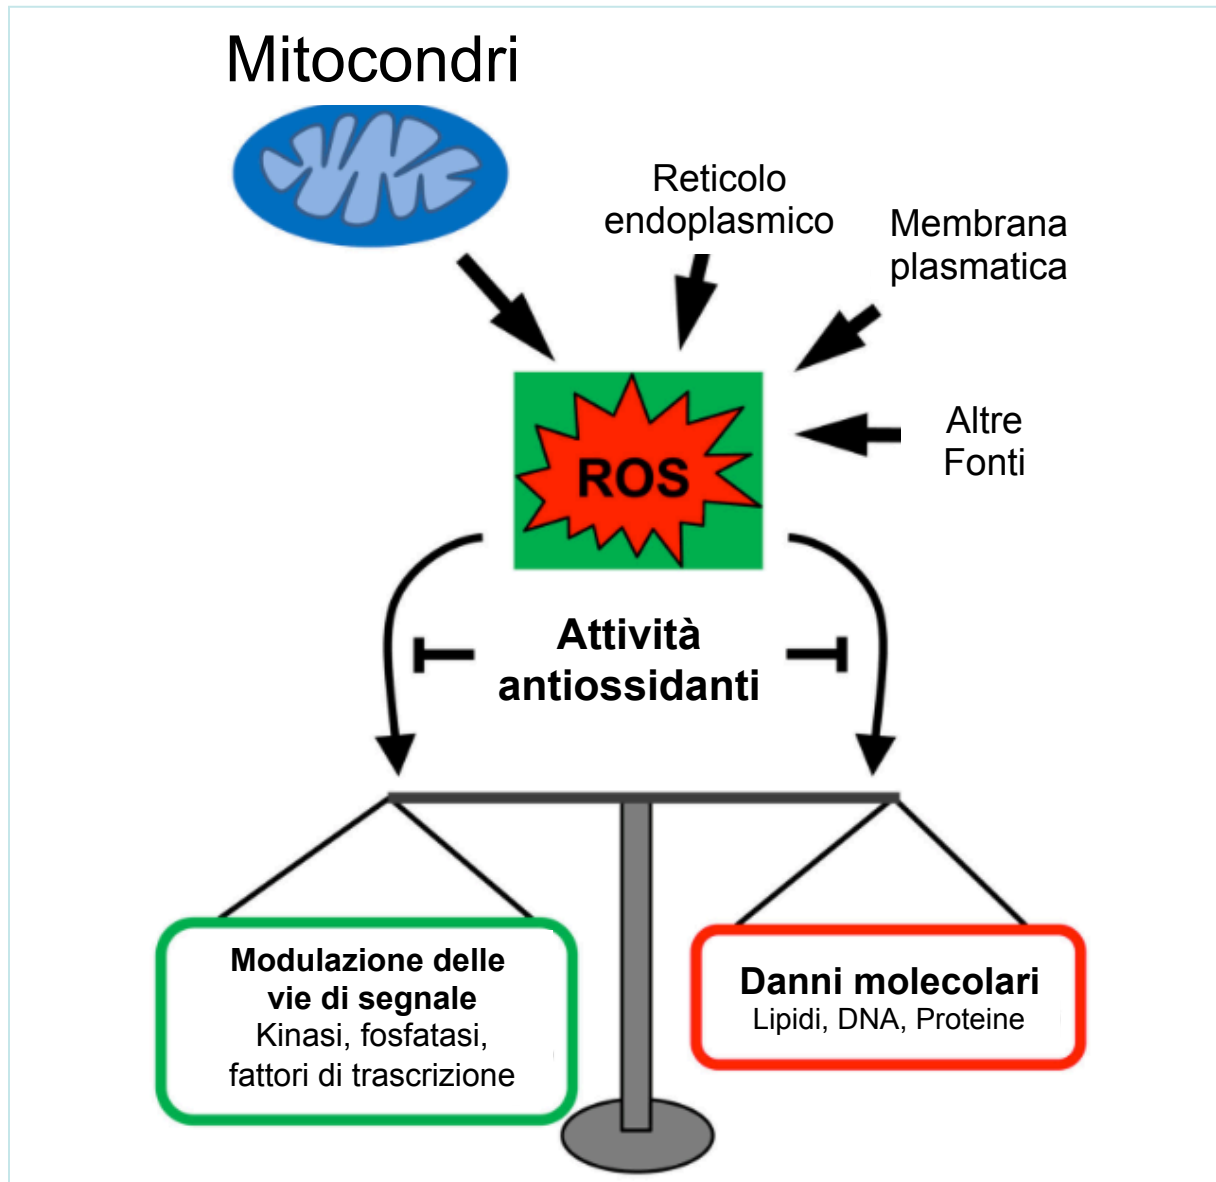 Mitocondri
Reticolo
endoplasmico
Membrana
plasmatica
Altre
Fonti
ROS
Attività
antiossidanti
Modulazione delle
vie di segnale
Kinasi, fosfatasi,
fattori di trascrizione
Danni molecolari
Lipidi, DNA, Proteine